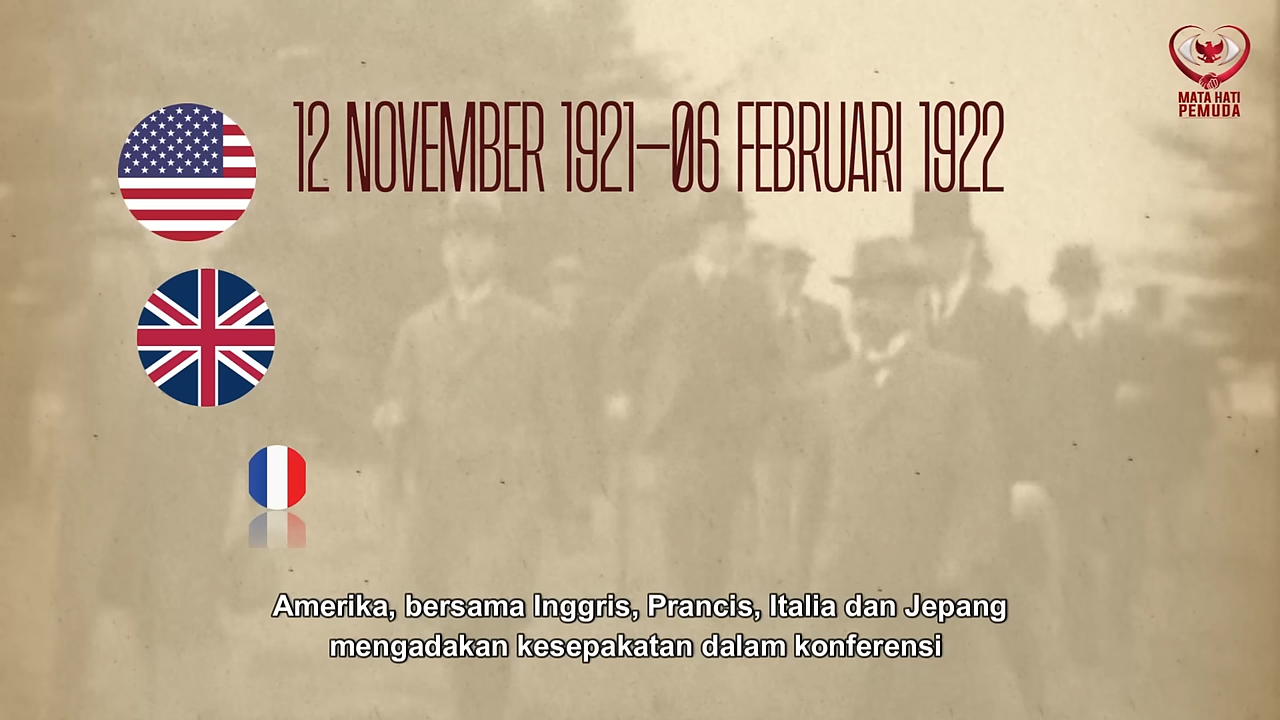 12 NOVEMBER 1921–06 FEBRUARI 1922
MATA HATI
PEMUDA
Amerika, bersama Inggris, Prancis, Italia dan Jepang
mengadakan kesepakatan dalam konferensi